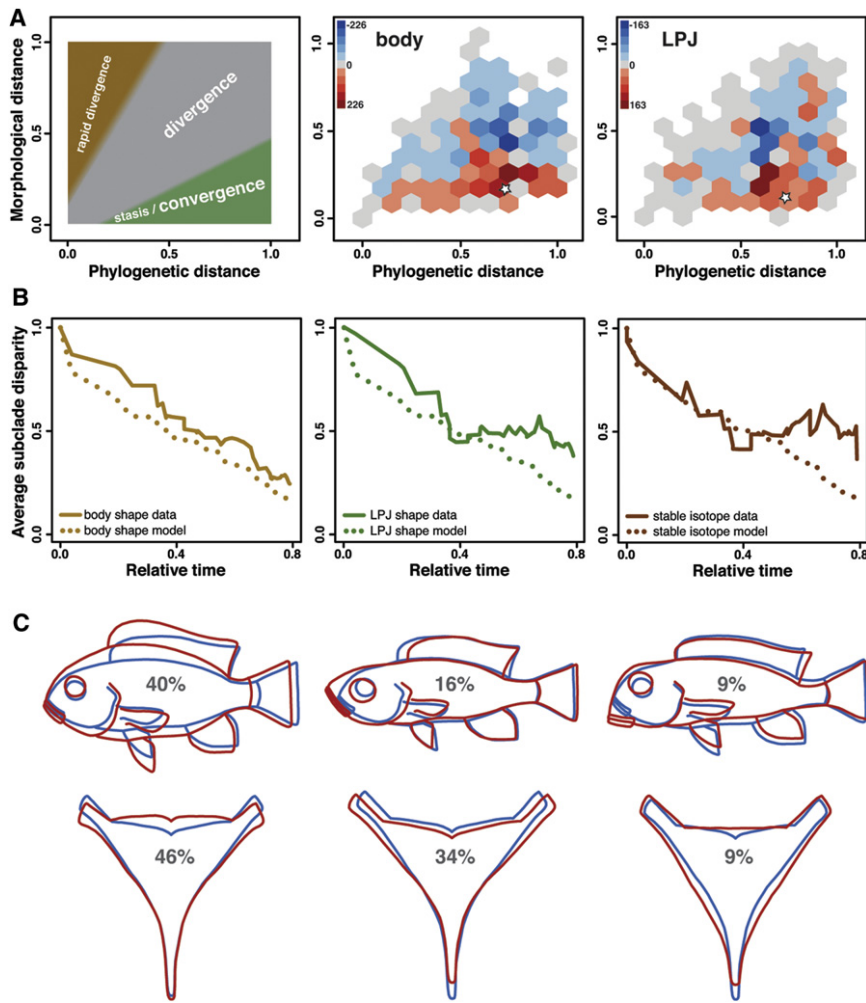 A
Morphological distance
1.0
0.5
0.0
rapid divergence
divergence
stasis / convergence
0.0 0.5 1.0
Phylogenetic distance
body
-226
0
226
1.0
0.5
0.0
0.0 0.5 1.0
Phylogenetic distance
LPJ
-163
0
163
1.0
0.5
0.0
0.0 0.5 1.0
Phylogenetic distance
B
Average subclade disparity
1.0
0.5
0.0
body shape data
body shape model
0.0 0.4 0.8
Relative time
1.0
0.5
0.0
LPJ shape data
LPJ shape model
0.0 0.4 0.8
Relative time
1.0
0.5
0.0
stable isotope data
stable isotope model
0.0 0.4 0.8
Relative time
C
40%
16%
9%
46%
34%
9%